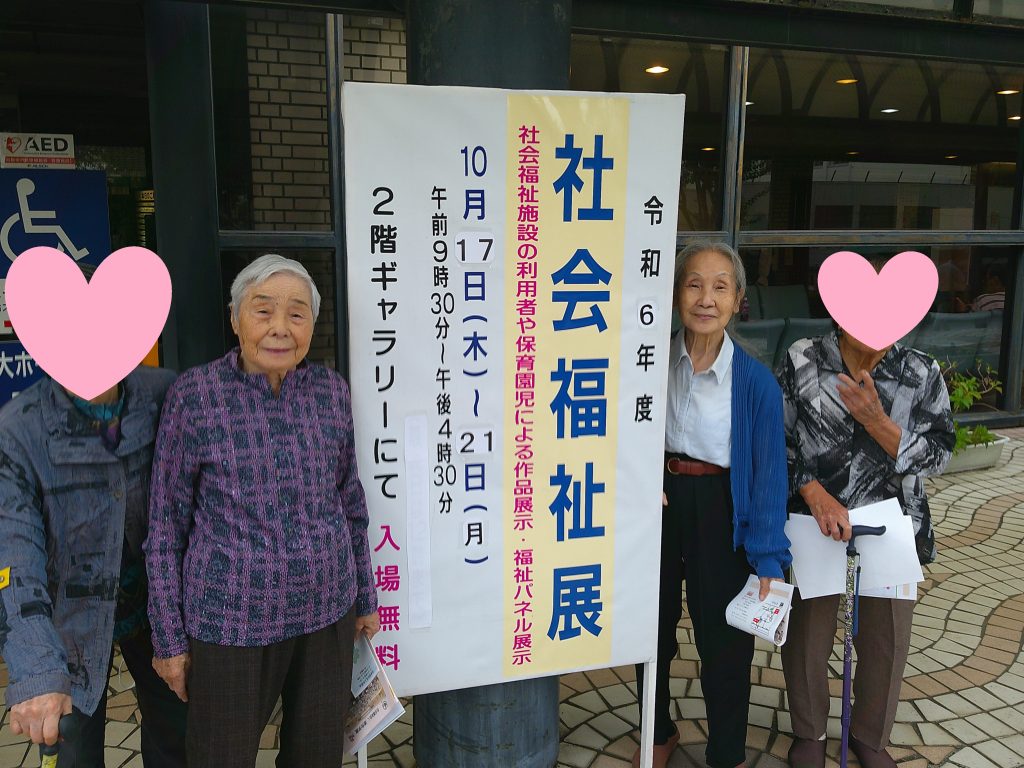 令和6年度
社会福祉展
社会福祉施設の利用者や保育園児による作品展示・福祉パネル展示
10月17日(木)～21日(月)
午前9時30分～午後4時30分
2階ギャラリーにて 入場無料
AED
大ホ